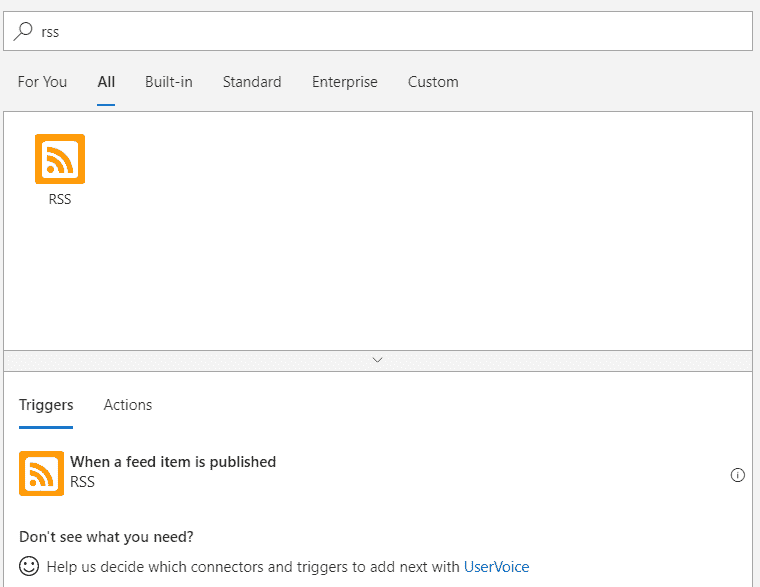 rss
For You All Built-in Standard Enterprise Custom
RSS
Triggers Actions
When a feed item is published
RSS
Don't see what you need?
Help us decide which connectors and triggers to add next with UserVoice